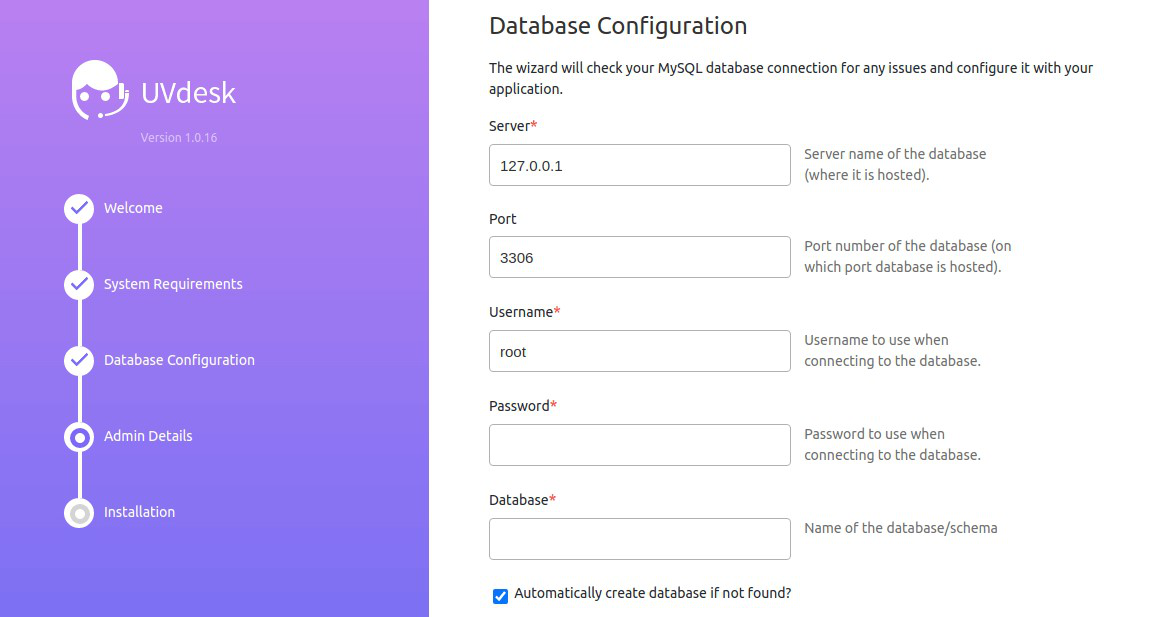 UVdesk
Version 1.0.16
Welcome
System Requirements
Database Configuration
Admin Details
Installation
Database Configuration
The wizard will check your MySQL database connection for any issues and configure it with your
application.
Server*
127.0.0.1
Server name of the database
(where it is hosted).
Port
3306
Port number of the database (on
which port database is hosted).
Username*
root
Username to use when
connecting to the database.
Password*
Password to use when
connecting to the database.
Database*
Name of the database/schema
Automatically create database if not found?